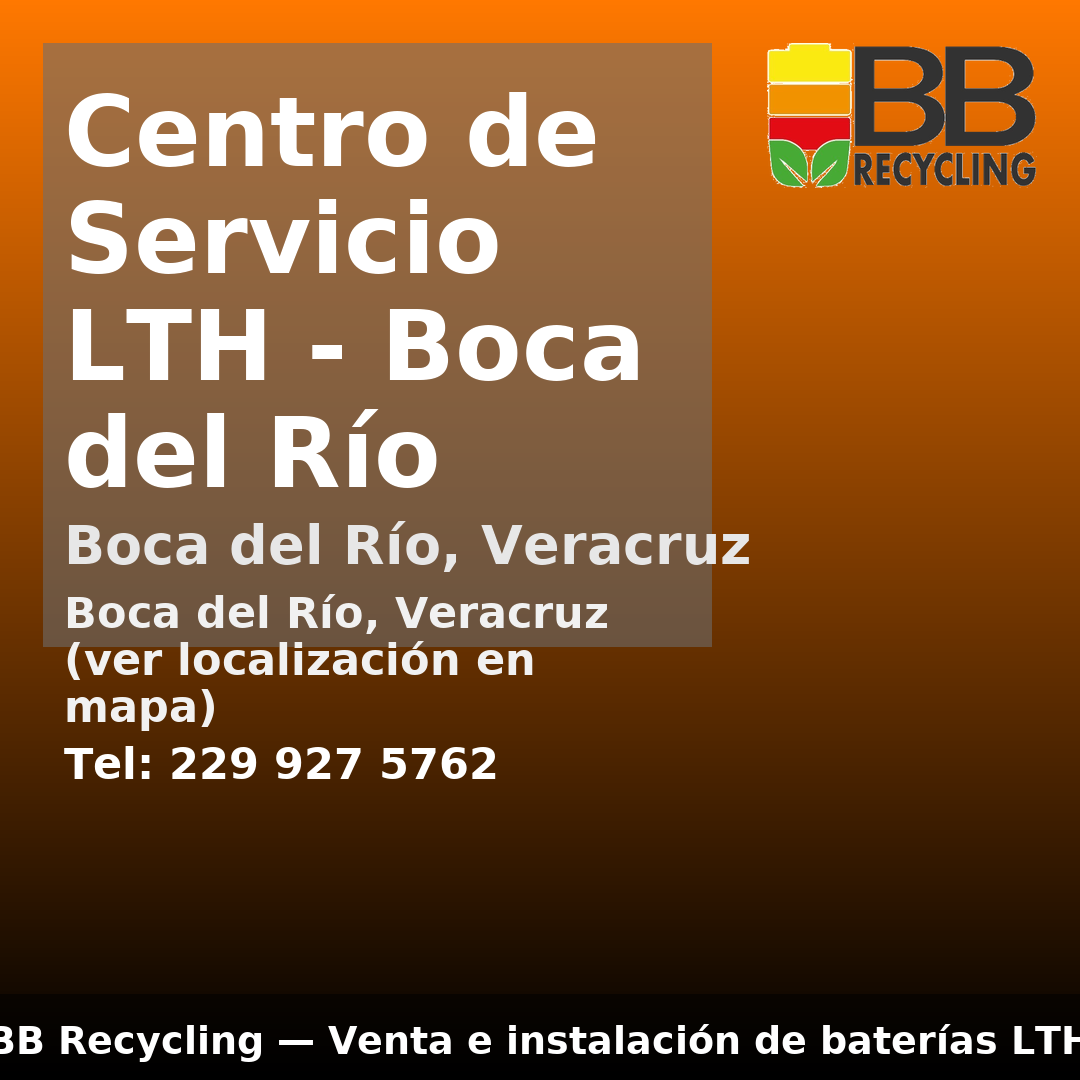 Centro de
Servicio
LTH - Boca
del Río
Boca del Río, Veracruz
Boca del Río, Veracruz
(ver localización en
mapa)
Tel: 229 927 5762
BB
RECYCLING
BB Recycling — Venta e instalación de baterías LTH